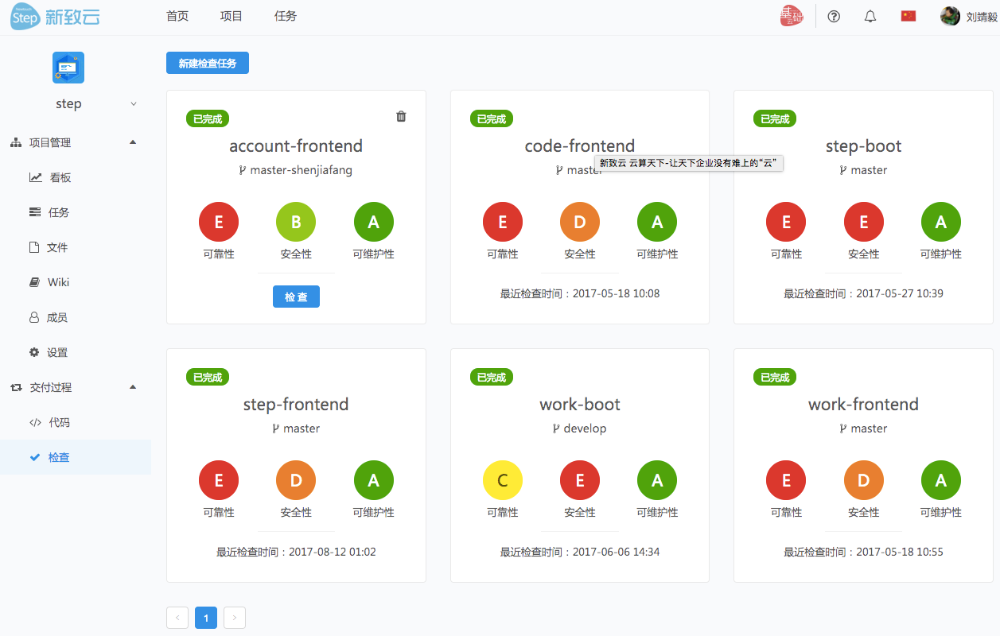 Step 新致云
首页 项目 任务
基础云
刘靖毅
step
项目管理
看板
任务
文件
Wiki
成员
设置
交付过程
代码
检查
新建检查任务
已完成
account-frontend
master-shenjiafang
E B A
可靠性 安全性 可维护性
检 查
已完成
code-frontend
master
新致云 云算天下-让天下企业没有难上的“云”
E D A
可靠性 安全性 可维护性
最近检查时间：2017-05-18 10:08
已完成
step-boot
master
E E A
可靠性 安全性 可维护性
最近检查时间：2017-05-27 10:39
已完成
step-frontend
master
E D A
可靠性 安全性 可维护性
最近检查时间：2017-08-12 01:02
已完成
work-boot
develop
C E A
可靠性 安全性 可维护性
最近检查时间：2017-06-06 14:34
已完成
work-frontend
master
E D A
可靠性 安全性 可维护性
最近检查时间：2017-05-18 10:55
< 1 >